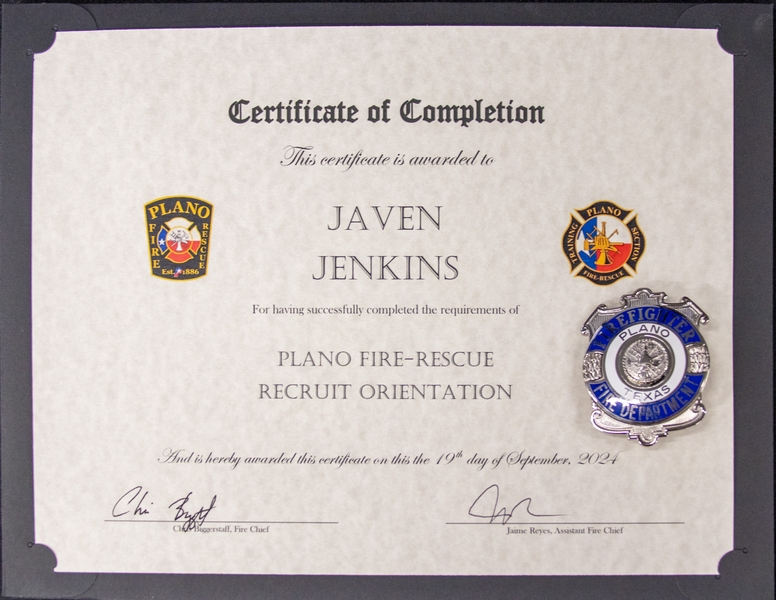 Certificate of Completion
This certificate is awarded to
JAVEN
JENKINS
PLANO
FIRE
RESCUE
Est. 1886
PLANO
TRAINING
SECTION
FIRE-RESCUE
For having successfully completed the requirements of
PLANO FIRE-RESCUE
RECRUIT ORIENTATION
FIREFIGHTER
PLANO
TEXAS
FIRE DEPARTMENT
And is hereby awarded this certificate on this the 19th day of September, 2024
Chris Biggerstaff, Fire Chief
Jaime Reyes, Assistant Fire Chief